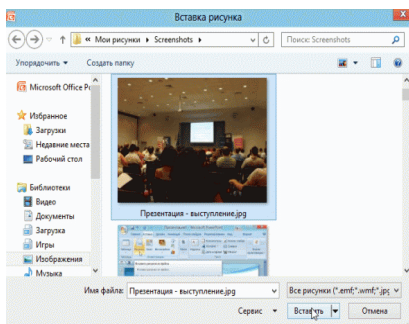 Вставка рисунка
« Мои рисунки ▸ Screenshots ▸
Поиск: Screenshots
Упорядочить ▾ Создать папку
Microsoft Office Po
Избранное
Загрузки
Недавние места
Рабочий стол
Библиотеки
Видео
Документы
Загрузка
Игры
Изображения
Музыка
Презентация - выступление.jpg
Имя файла: Презентация - выступление.jpg
Все рисунки (*.emf;*.wmf;*.jpg
Сервис ▾ Вставить Отмена